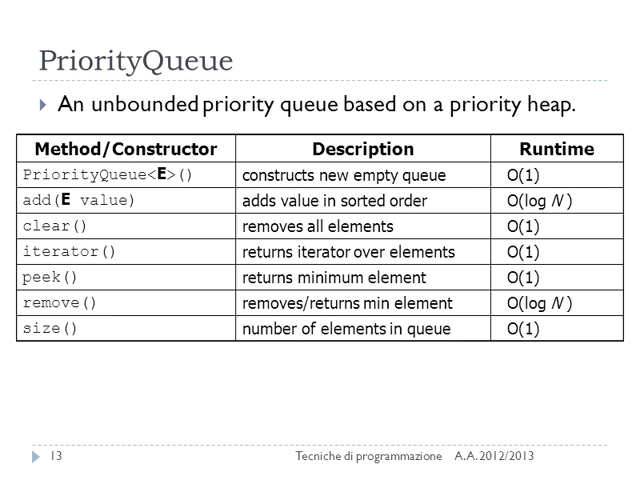 PriorityQueue
An unbounded priority queue based on a priority heap.
Method/Constructor Description Runtime
PriorityQueue<E>() constructs new empty queue O(1)
add(E value) adds value in sorted order O(log N )
clear() removes all elements O(1)
iterator() returns iterator over elements O(1)
peek() returns minimum element O(1)
remove() removes/returns min element O(log N )
size() number of elements in queue O(1)
13 Tecniche di programmazione A.A. 2012/2013